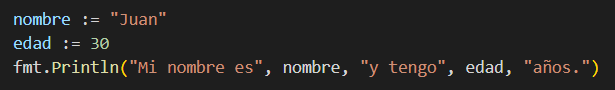 nombre := "Juan"
edad := 30
fmt.Println("Mi nombre es", nombre, "y tengo", edad, "años.")